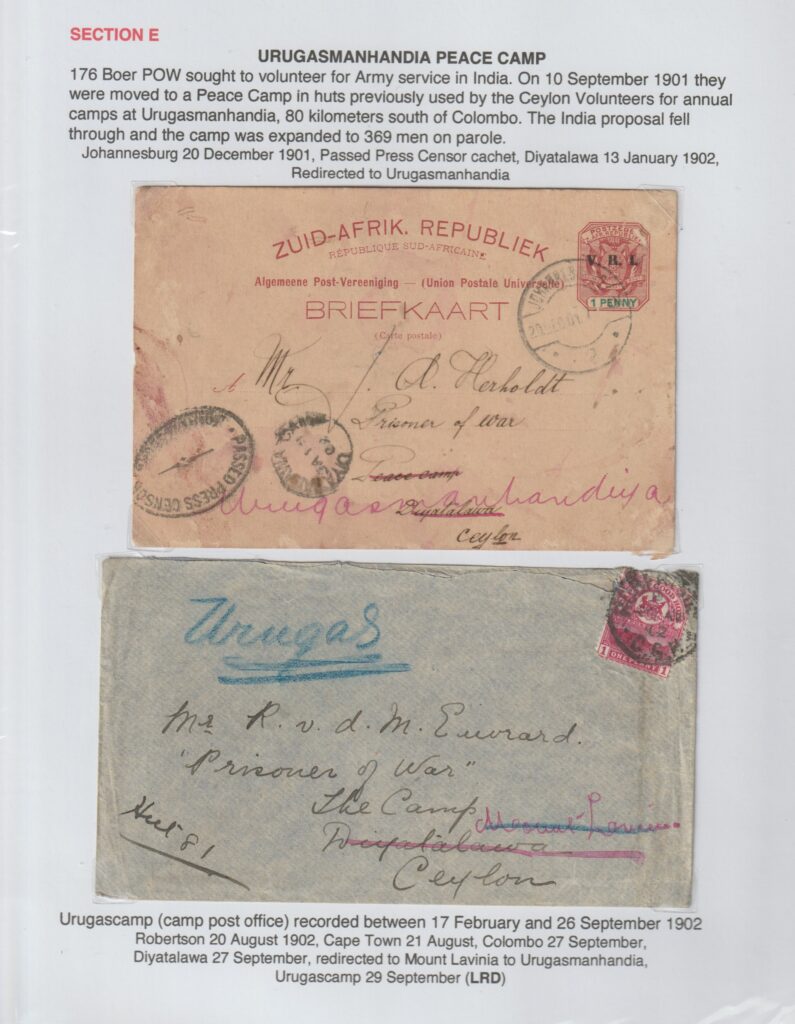 SECTION E
URUGASMANHANDIA PEACE CAMP
176 Boer POW sought to volunteer for Army service in India. On 10 September 1901 they
were moved to a Peace Camp in huts previously used by the Ceylon Volunteers for annual
camps at Urugasmanhandia, 80 kilometers south of Colombo. The India proposal fell
through and the camp was expanded to 369 men on parole.
Johannesburg 20 December 1901, Passed Press Censor cachet, Diyatalawa 13 January 1902,
Redirected to Urugasmanhandia
ZUID-AFRIK. REPUBLIEK
RÉPUBLIQUE SUD-AFRICAINE
Algemeene Post-Vereeniging — (Union Postale Universelle)
BRIEFKAART
(Carte postale)
V. R. I.
1 PENNY
Mr. J. A. Herholdt
Prisoner of war
Peace camp
Urugasmanhandiya
Diyatalawa
Ceylon
PASSED PRESS CENSOR
Urugas
ONE PENNY
1 1
Mr R. v. d. M. Euvrard.
"Prisoner of War"
The Camp
Mount Lavinia
Diyatalawa
Ceylon
Hut 81
Urugascamp (camp post office) recorded between 17 February and 26 September 1902
Robertson 20 August 1902, Cape Town 21 August, Colombo 27 September,
Diyatalawa 27 September, redirected to Mount Lavinia to Urugasmanhandia,
Urugascamp 29 September (LRD)